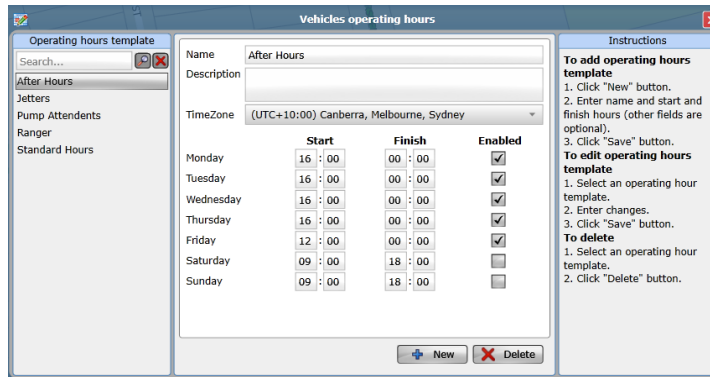 Vehicles operating hours
Operating hours template
Search...
After Hours
Jetters
Pump Attendents
Ranger
Standard Hours
Name After Hours
Description
TimeZone (UTC+10:00) Canberra, Melbourne, Sydney
Start Finish Enabled
Monday 16 : 00 00 : 00
Tuesday 16 : 00 00 : 00
Wednesday 16 : 00 00 : 00
Thursday 16 : 00 00 : 00
Friday 12 : 00 00 : 00
Saturday 09 : 00 18 : 00
Sunday 09 : 00 18 : 00
New Delete
Instructions
To add operating hours
template
1. Click "New" button.
2. Enter name and start and
finish hours (other fields are
optional).
3. Click "Save" button.
To edit operating hours
template
1. Select an operating hour
template.
2. Enter changes.
3. Click "Save" button.
To delete
1. Select an operating hour
template.
2. Click "Delete" button.